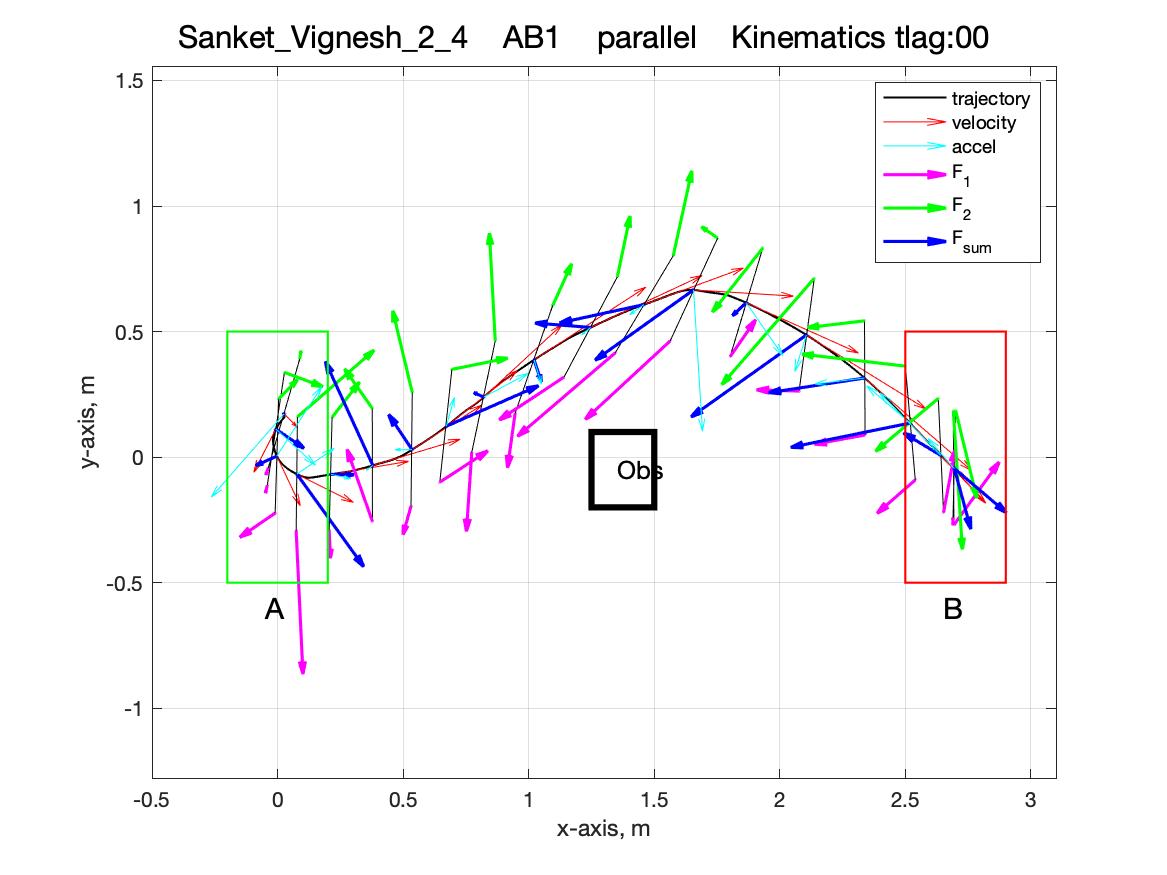 Sanket_Vignesh_2_4 AB1 parallel Kinematics tlag:00
1.5
1
0.5
0
-0.5
-1
y-axis, m
trajectory
velocity
accel
F1
F2
Fsum
Obs
A
B
-0.5 0 0.5 1 1.5 2 2.5 3
x-axis, m